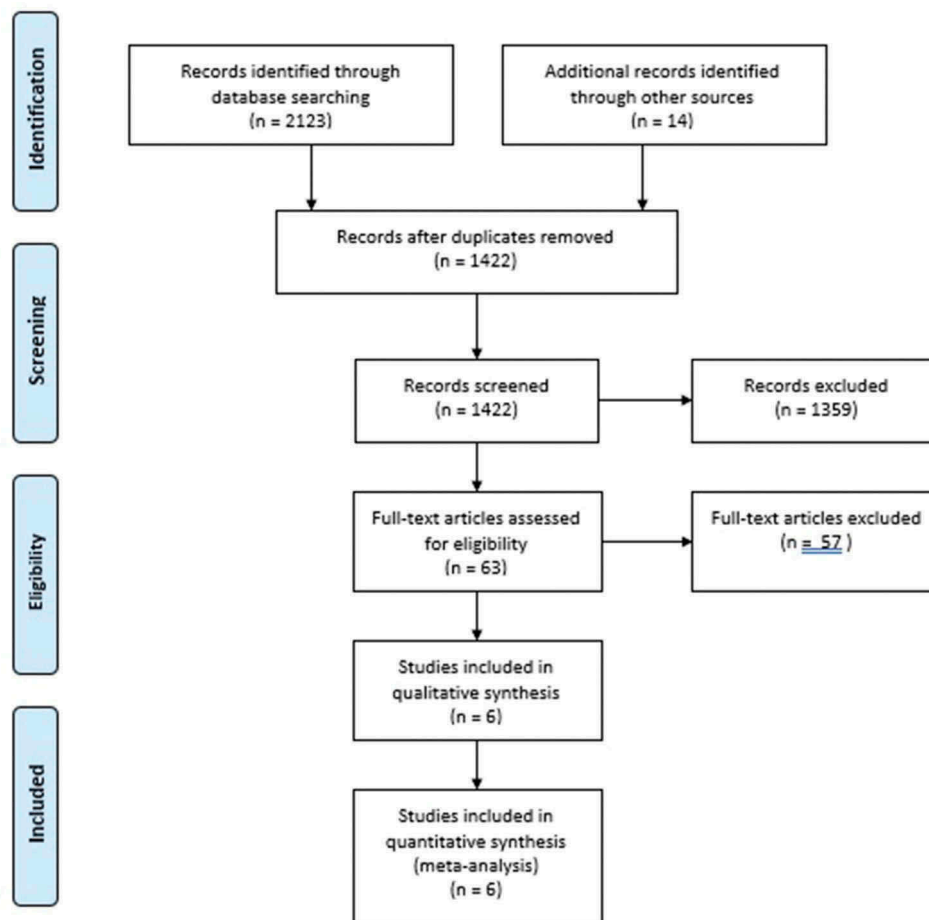 Identification
Records identified through
database searching
(n = 2123)
Additional records identified
through other sources
(n = 14)
Records after duplicates removed
(n = 1422)
Screening
Records screened
(n = 1422)
Records excluded
(n = 1359)
Eligibility
Full-text articles assessed
for eligibility
(n = 63)
Full-text articles excluded
(n = 57 )
Studies included in
qualitative synthesis
(n = 6)
Included
Studies included in
quantitative synthesis
(meta-analysis)
(n = 6)